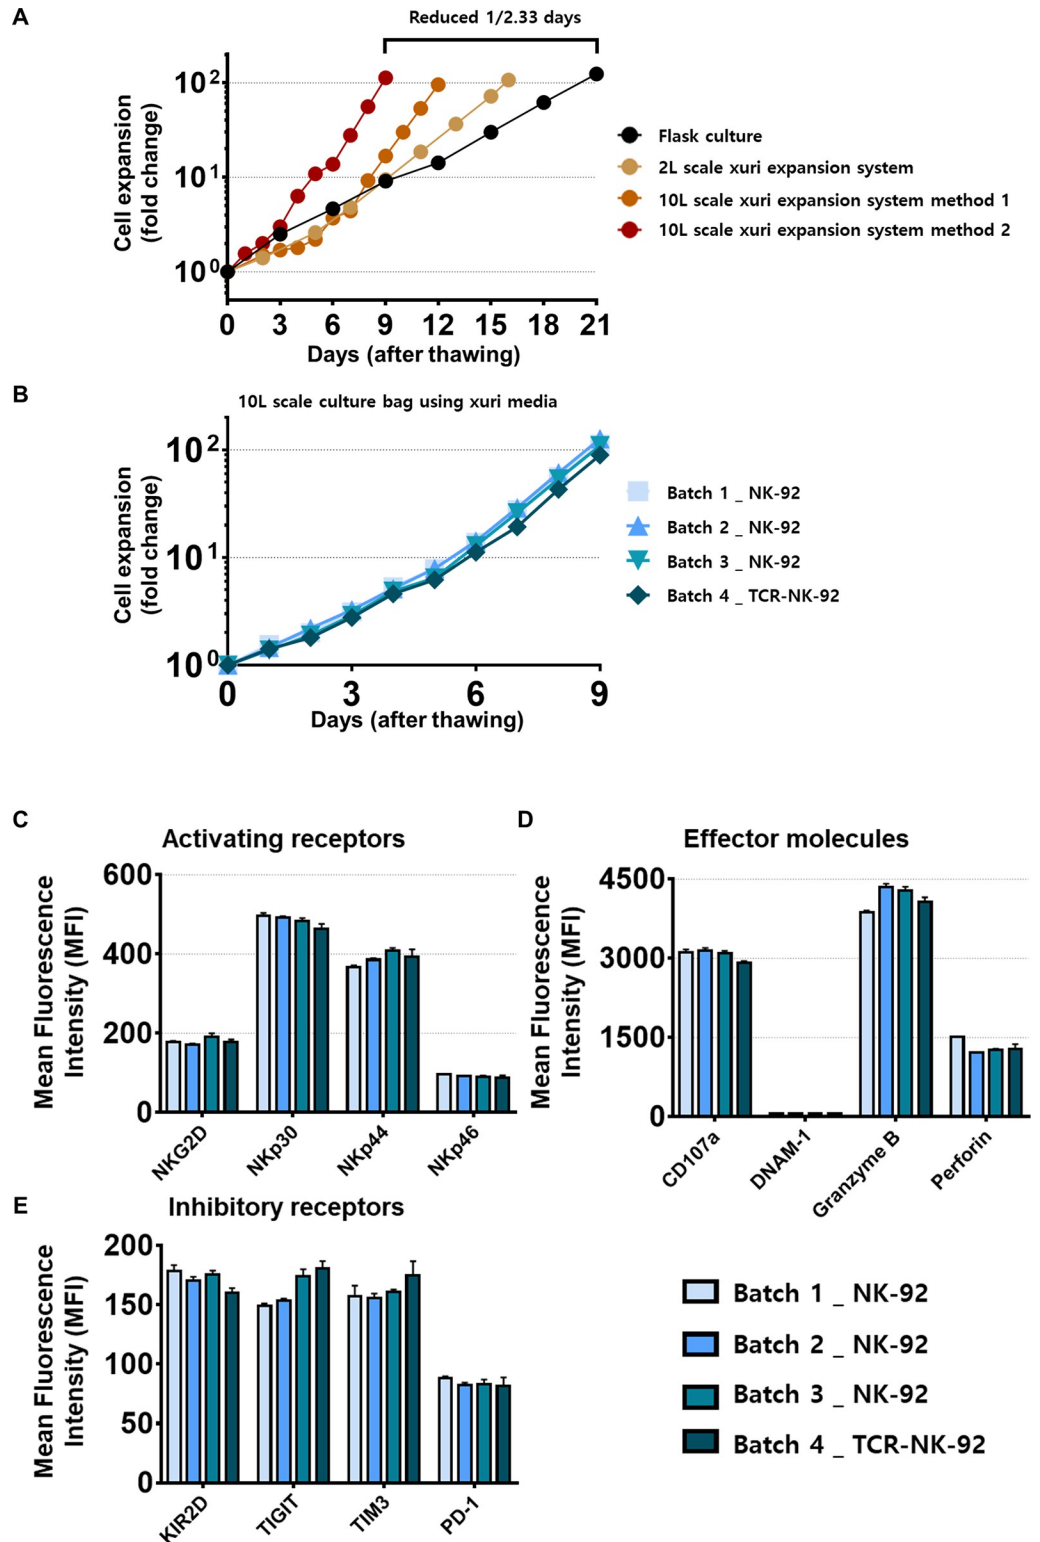 A
Reduced 1/2.33 days
Cell expansion
(fold change)
10²
10¹
10⁰
0 3 6 9 12 15 18 21
Days (after thawing)
Flask culture
2L scale xuri expansion system
10L scale xuri expansion system method 1
10L scale xuri expansion system method 2
B
10L scale culture bag using xuri media
Cell expansion
(fold change)
10²
10¹
10⁰
0 3 6 9
Days (after thawing)
Batch 1 _ NK-92
Batch 2 _ NK-92
Batch 3 _ NK-92
Batch 4 _ TCR-NK-92
C
Activating receptors
Mean Fluorescence
Intensity (MFI)
600
400
200
0
NKG2D NKp30 NKp44 NKp46
D
Effector molecules
Mean Fluorescence
Intensity (MFI)
4500
3000
1500
0
CD107a DNAM-1 Granzyme B Perforin
E
Inhibitory receptors
Mean Fluorescence
Intensity (MFI)
200
150
100
50
0
KIR2D TIGIT TIM3 PD-1
Batch 1 _ NK-92
Batch 2 _ NK-92
Batch 3 _ NK-92
Batch 4 _ TCR-NK-92